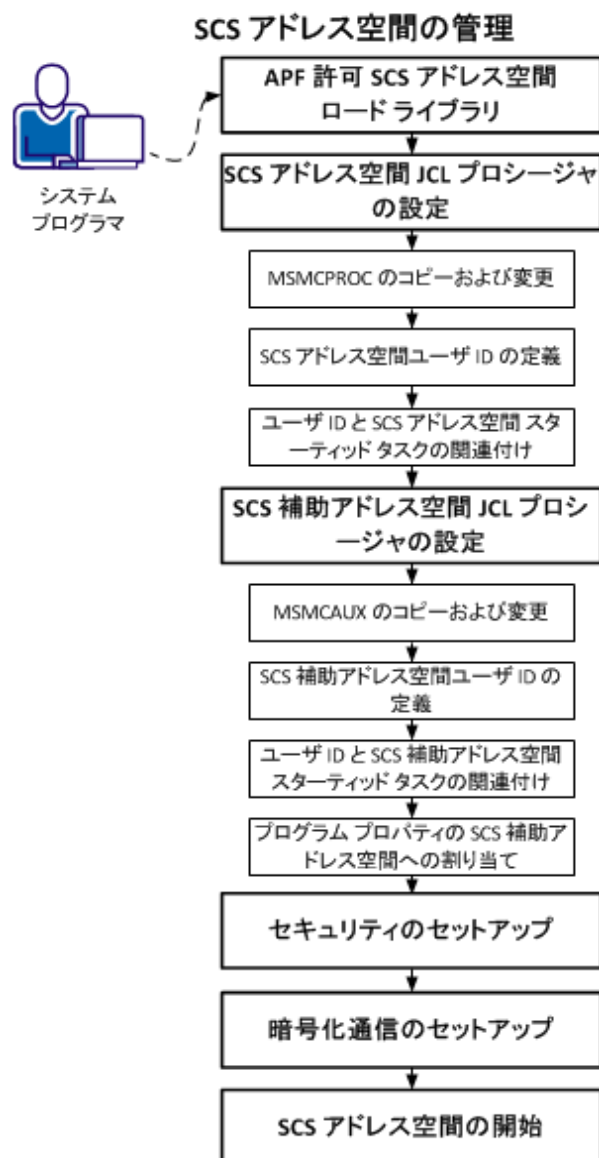 SCS アドレス空間の管理
システム
プログラマ
APF 許可 SCS アドレス空間
ロード ライブラリ
SCS アドレス空間 JCL プロシージャ
の設定
MSMCPROC のコピーおよび変更
SCS アドレス空間ユーザ ID の定義
ユーザ ID と SCS アドレス空間 スタ
ーティッド タスクの関連付け
SCS 補助アドレス空間 JCL プロシ
ージャの設定
MSMCAUX のコピーおよび変更
SCS 補助アドレス空間ユーザ ID の
定義
ユーザ ID と SCS 補助アドレス空間
スターティッド タスクの関連付け
プログラム プロパティの SCS 補助ア
ドレス空間への割り当て
セキュリティのセットアップ
暗号化通信のセットアップ
SCS アドレス空間の開始